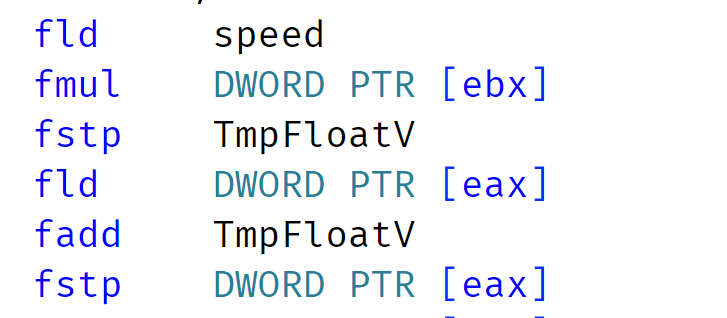 fld speed
fmul DWORD PTR [ebx]
fstp TmpFloatV
fld DWORD PTR [eax]
fadd TmpFloatV
fstp DWORD PTR [eax]